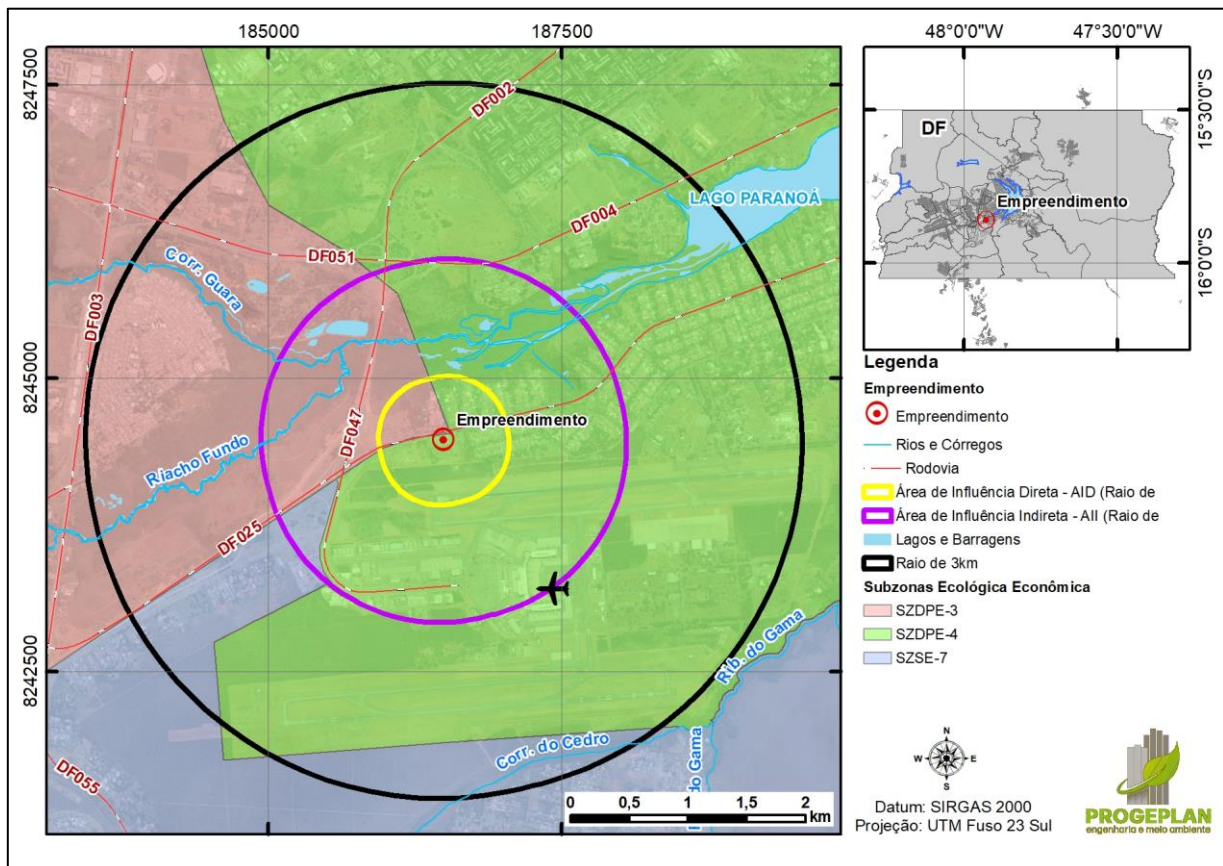 185000
187500
8247500
8245000
8242500
DF002
LAGO PARANOÁ
DF004
DF051
Corr. Guara
DF003
DF047
Empreendimento
Riacho Fundo
DF025
Rib. do Gama
Corr. do Cedro
do Gama
DF055
0 0,5 1 1,5 2
km
48°0'0"W
47°30'0"W
15°30'0"S
16°0'0"S
DF
Empreendimento
Legenda
Empreendimento
Empreendimento
Rios e Córregos
Rodovia
Área de Influência Direta - AID (Raio de
Área de Influência Indireta - AII (Raio de
Lagos e Barragens
Raio de 3km
Subzonas Ecológica Econômica
SZDPE-3
SZDPE-4
SZSE-7
N
W E
S
Datum: SIRGAS 2000
Projeção: UTM Fuso 23 Sul
PROGEPLAN
engenharia e meio ambiente